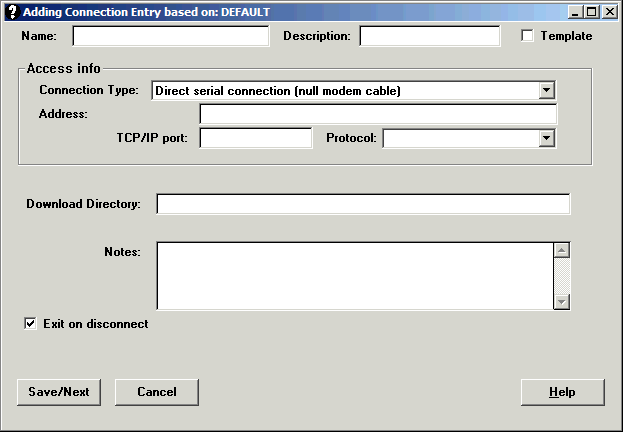 Adding Connection Entry based on: DEFAULT
Name: Description: Template
Access info
Connection Type: Direct serial connection (null modem cable)
Address:
TCP/IP port: Protocol:
Download Directory:
Notes:
Exit on disconnect
Save/Next Cancel Help